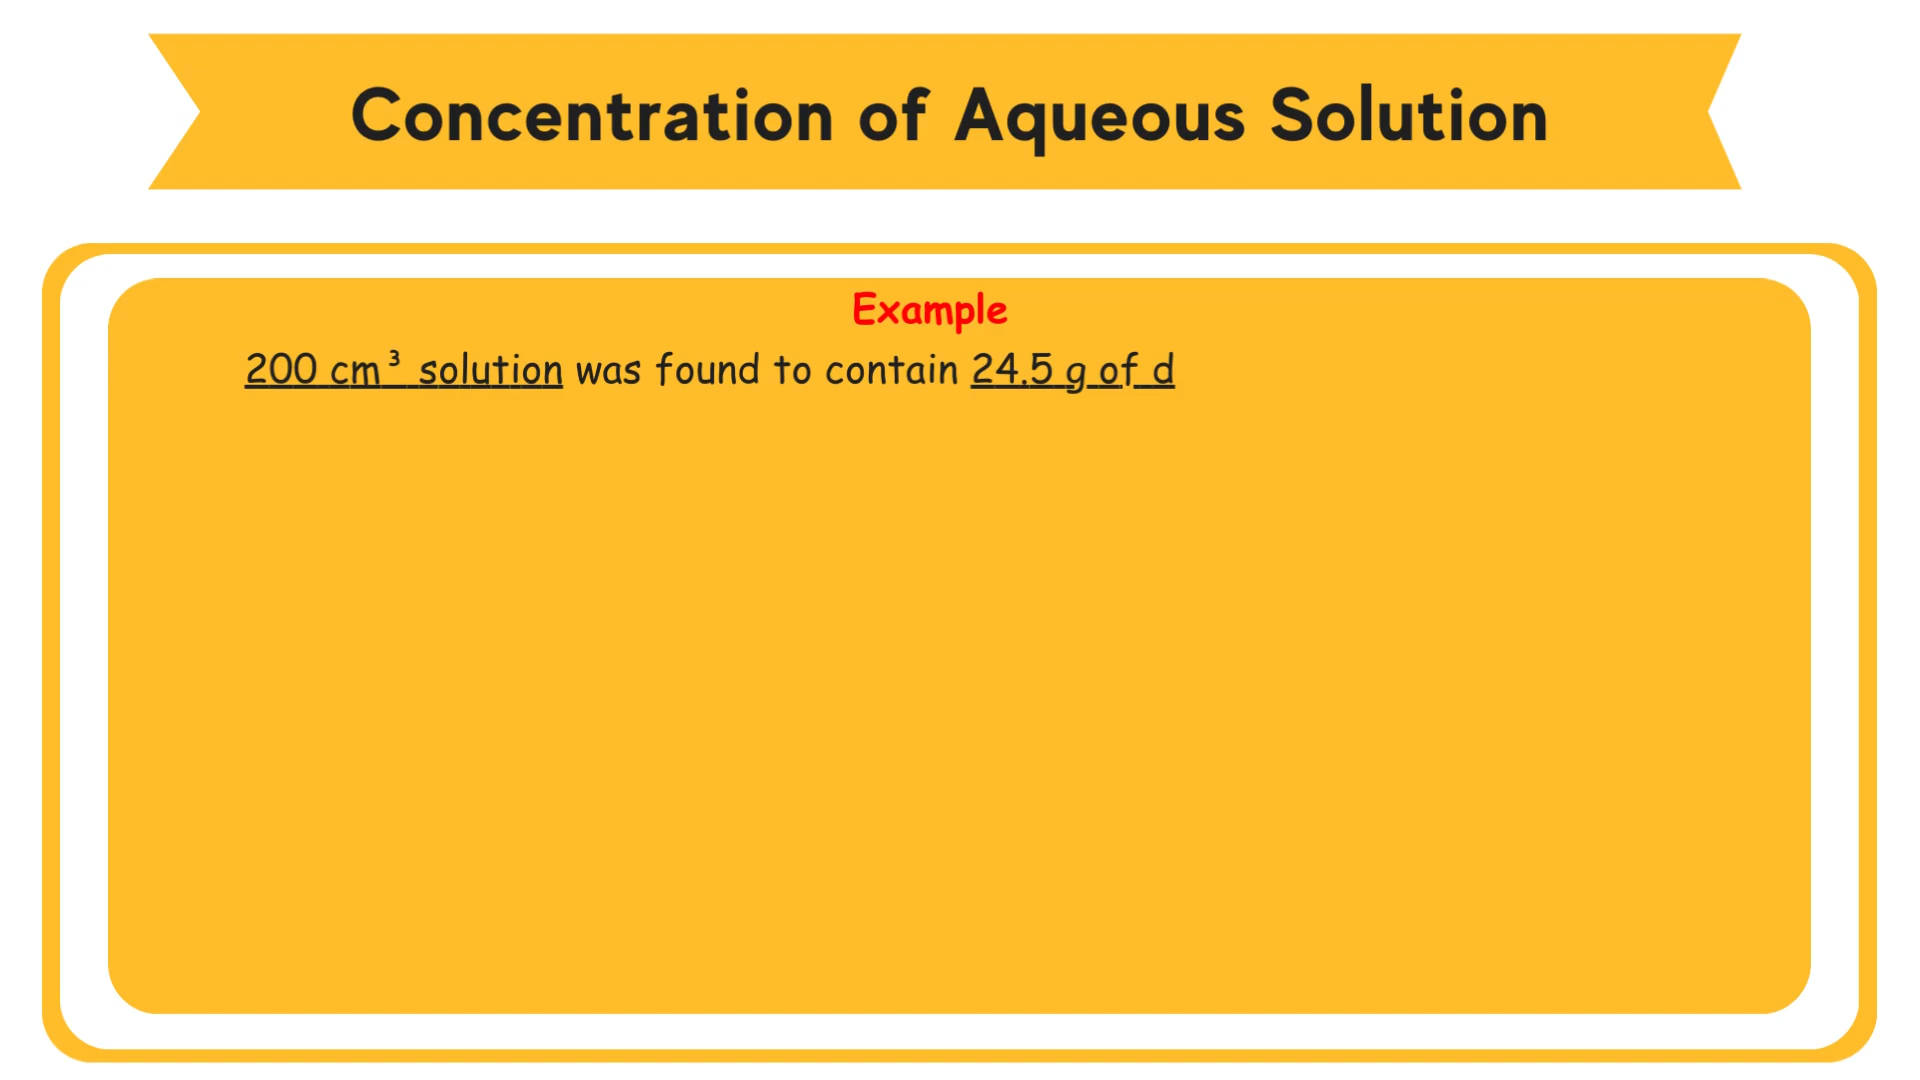 Concentration of Aqueous Solution
Example
200 cm³ solution was found to contain 24.5 g of d